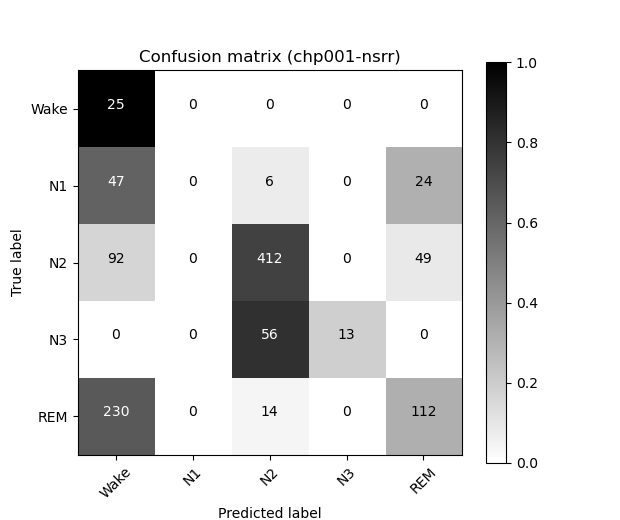 Confusion matrix (chp001-nsrr)
True label
Wake 25 0 0 0 0
N1 47 0 6 0 24
N2 92 0 412 0 49
N3 0 0 56 13 0
REM 230 0 14 0 112
Wake N1 N2 N3 REM
Predicted label
1.0
0.8
0.6
0.4
0.2
0.0